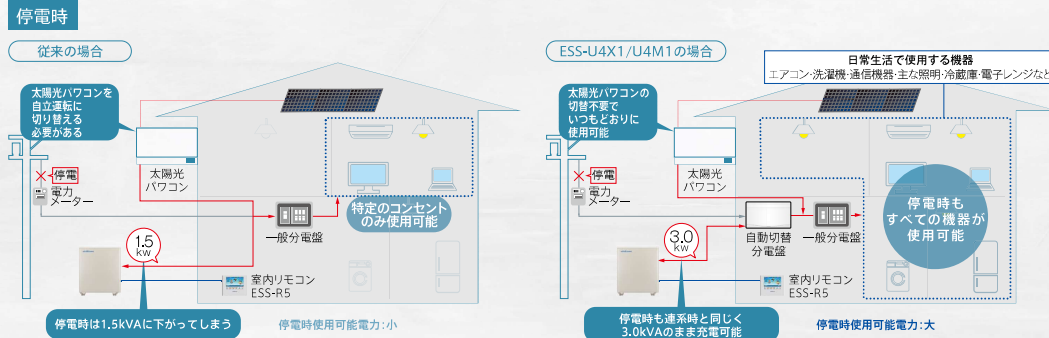 停電時
従来の場合
太陽光パワコンを
自立運転に
切り替える
必要がある
停電
電力
メーター
太陽光
パワコン
特定のコンセント
のみ使用可能
一般分電盤
1.5
kw
室内リモコン
ESS-R5
停電時は1.5kVAに下がってしまう
停電時使用可能電力:小
ESS-U4X1/U4M1の場合
日常生活で使用する機器
エアコン・洗濯機・通信機器・主な照明・冷蔵庫・電子レンジなど
太陽光パワコンの
切替不要で
いつもどおりに
使用可能
停電
電力
メーター
太陽光
パワコン
停電時も
すべての機器が
使用可能
自動切替
分電盤
一般分電盤
3.0
kw
室内リモコン
ESS-R5
停電時も連系時と同じく
3.0kVAのまま充電可能
停電時使用可能電力:大